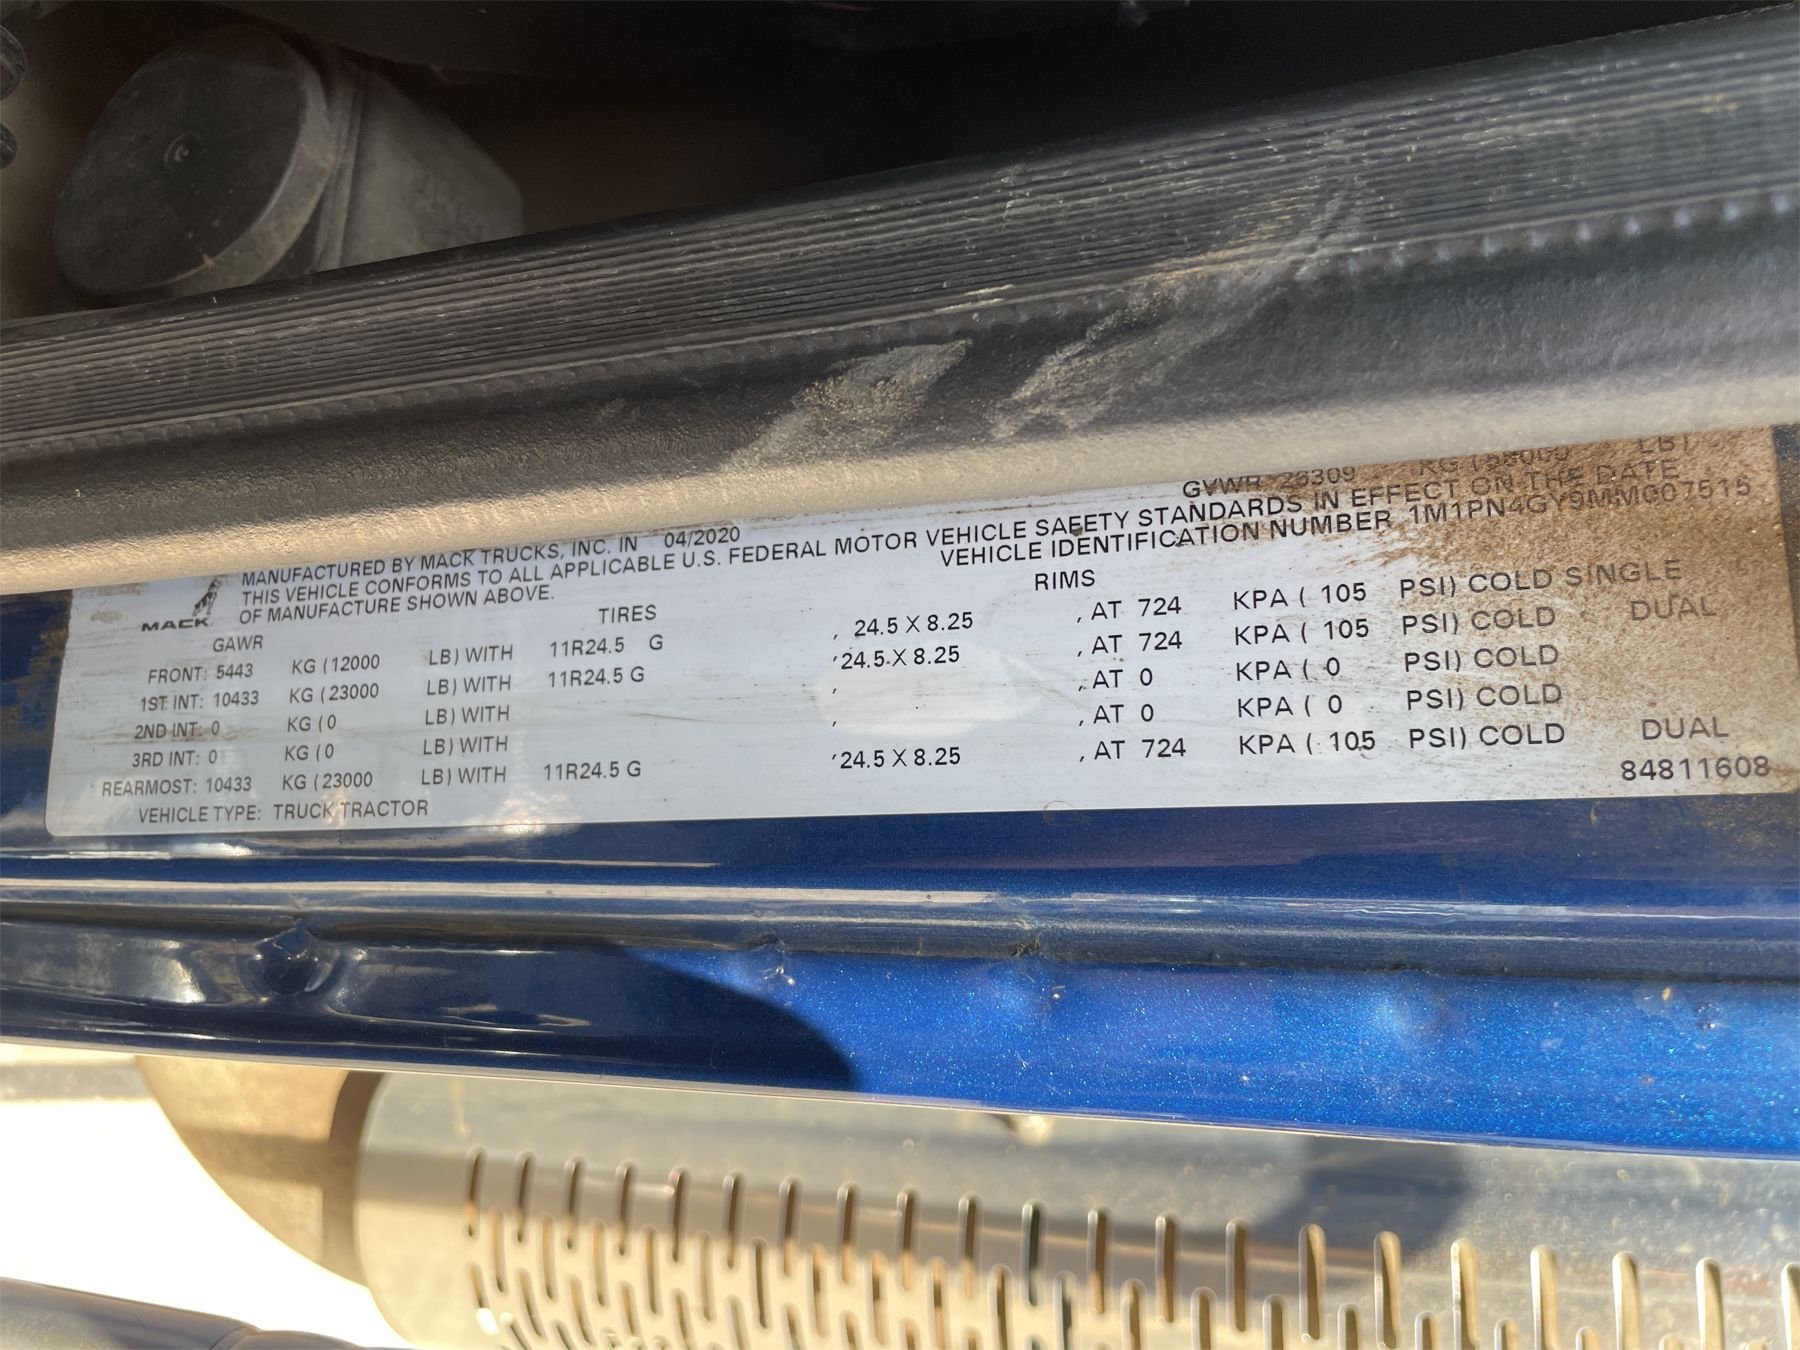 GVWR 26309 KG (58000 LB)
MANUFACTURED BY MACK TRUCKS, INC. IN 04/2020
THIS VEHICLE CONFORMS TO ALL APPLICABLE U.S. FEDERAL MOTOR VEHICLE SAFETY STANDARDS IN EFFECT ON THE DATE
OF MANUFACTURE SHOWN ABOVE. VEHICLE IDENTIFICATION NUMBER 1M1PN4GY9MM007515
MACK
GAWR TIRES RIMS
FRONT: 5443 KG (12000 LB) WITH 11R24.5 G , 24.5 X 8.25 , AT 724 KPA ( 105 PSI) COLD SINGLE
1ST INT: 10433 KG (23000 LB) WITH 11R24.5 G , 24.5 X 8.25 , AT 724 KPA ( 105 PSI) COLD DUAL
2ND INT: 0 KG (0 LB) WITH , , AT 0 KPA ( 0 PSI) COLD
3RD INT: 0 KG (0 LB) WITH , , AT 0 KPA ( 0 PSI) COLD
REARMOST: 10433 KG (23000 LB) WITH 11R24.5 G , 24.5 X 8.25 , AT 724 KPA ( 105 PSI) COLD DUAL
VEHICLE TYPE: TRUCK TRACTOR 84811608